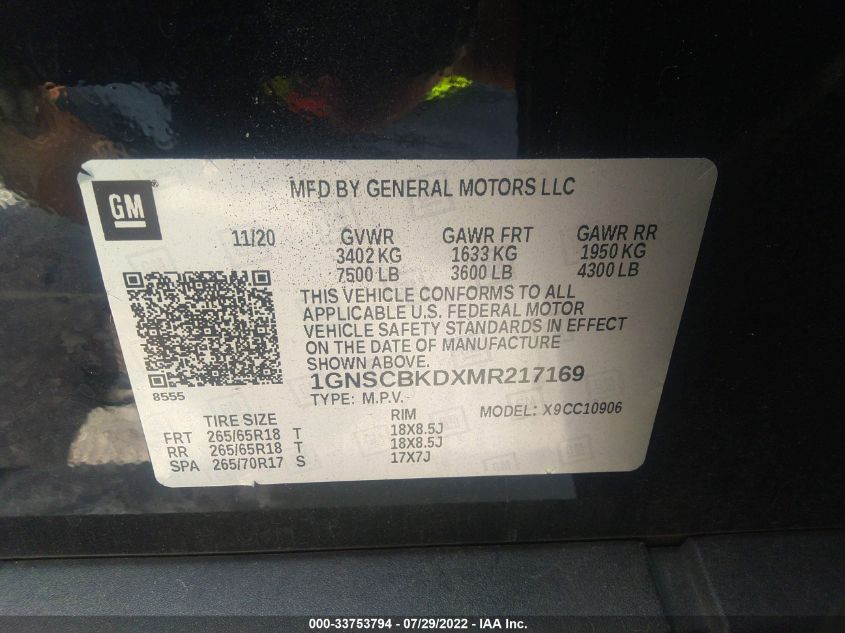 GM ®
MFD BY GENERAL MOTORS LLC
11/20 GVWR GAWR FRT GAWR RR
3402 KG 1633 KG 1950 KG
7500 LB 3600 LB 4300 LB
THIS VEHICLE CONFORMS TO ALL
APPLICABLE U.S. FEDERAL MOTOR
VEHICLE SAFETY STANDARDS IN EFFECT
ON THE DATE OF MANUFACTURE
SHOWN ABOVE.
8555
1GNSCBKDXMR217169
TYPE: M.P.V.
MODEL: X9CC10906
TIRE SIZE RIM
FRT 265/65R18 T 18X8.5J
RR 265/65R18 T 18X8.5J
SPA 265/70R17 S 17X7J
000-33753794 - 07/29/2022 - IAA Inc.